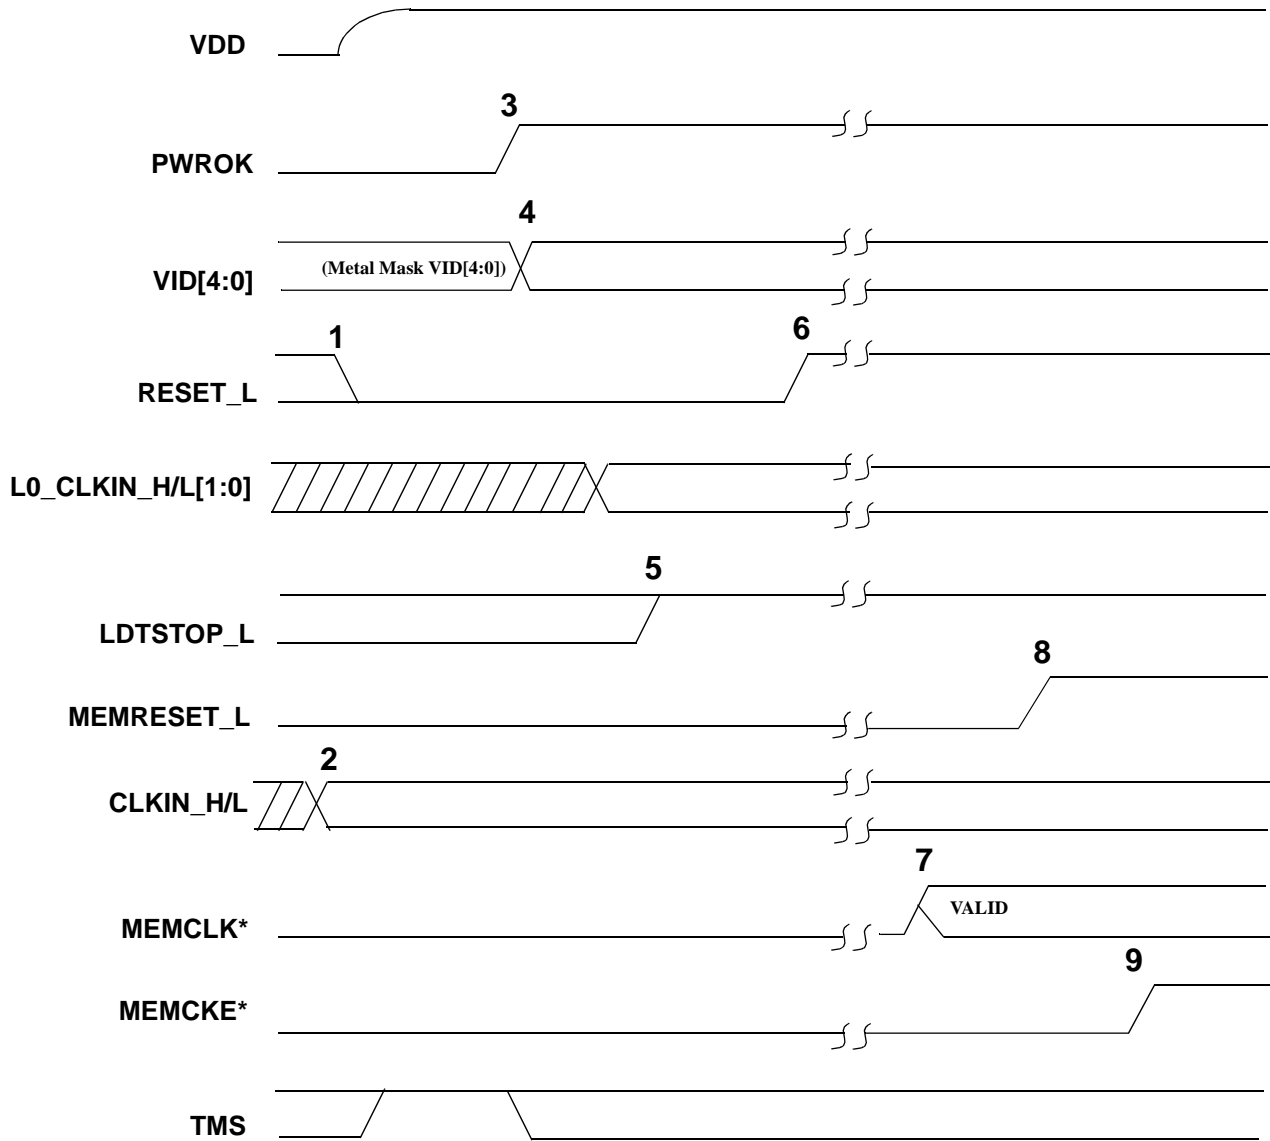 VDD
3
PWROK
4
(Metal Mask VID[4:0])
VID[4:0]
1
6
RESET_L
L0_CLKIN_H/L[1:0]
5
LDTSTOP_L
8
MEMRESET_L
2
CLKIN_H/L
7
VALID
MEMCLK*
9
MEMCKE*
TMS